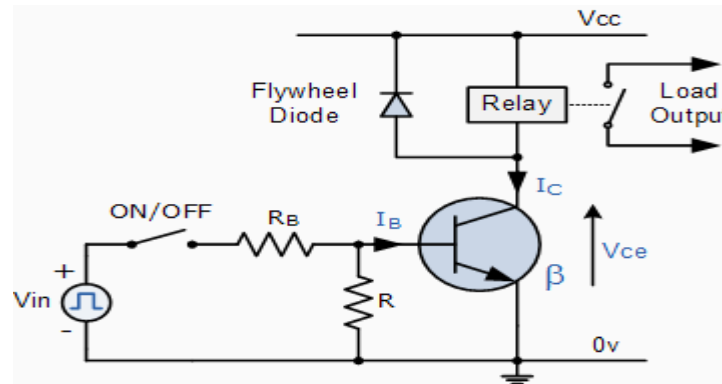 Vcc
Flywheel
Diode
Relay
Load
Output
IC
ON/OFF
RB
IB
Vce
β
+
Vin
-
R
0v